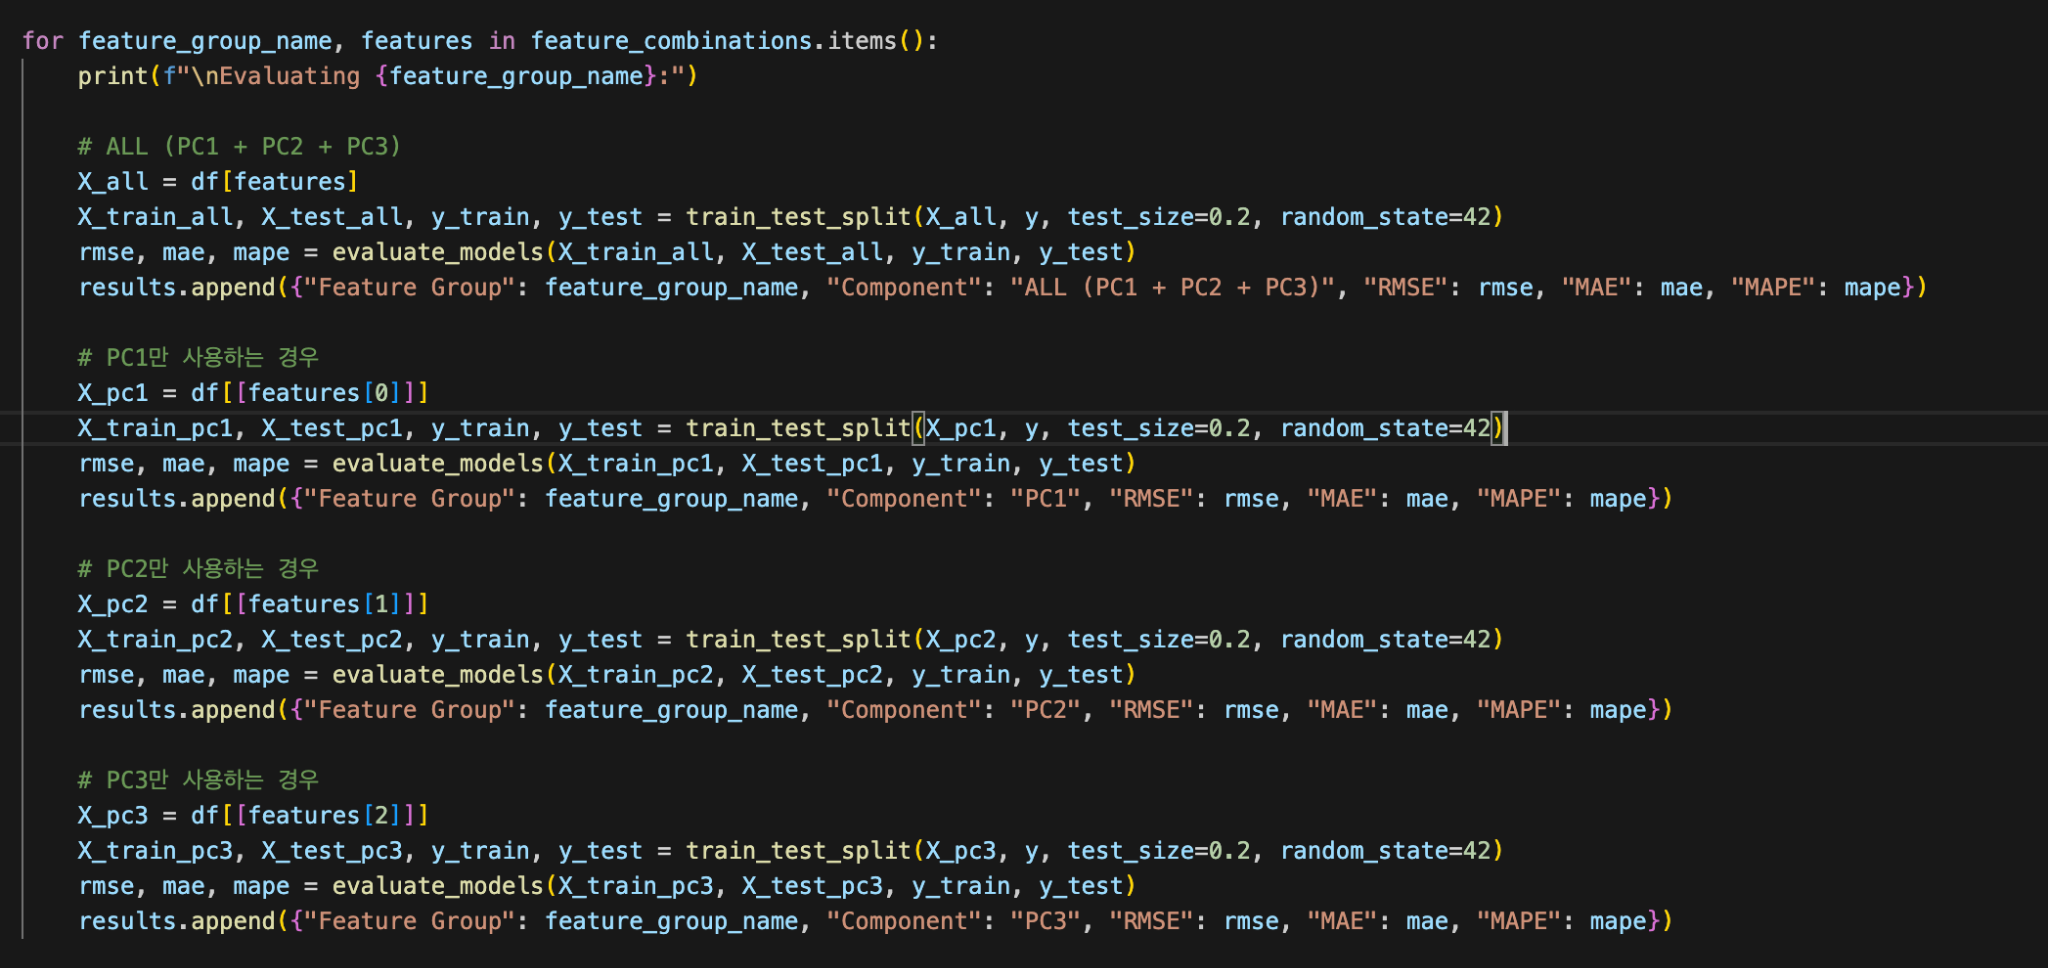 for feature_group_name, features in feature_combinations.items():
    print(f"\nEvaluating {feature_group_name}:")
    # ALL (PC1 + PC2 + PC3)
    X_all = df[features]
    X_train_all, X_test_all, y_train, y_test = train_test_split(X_all, y, test_size=0.2, random_state=42)
    rmse, mae, mape = evaluate_models(X_train_all, X_test_all, y_train, y_test)
    results.append({"Feature Group": feature_group_name, "Component": "ALL (PC1 + PC2 + PC3)", "RMSE": rmse, "MAE": mae, "MAPE": mape})
    # PC1만 사용하는 경우
    X_pc1 = df[[features[0]]]
    X_train_pc1, X_test_pc1, y_train, y_test = train_test_split(X_pc1, y, test_size=0.2, random_state=42)
    rmse, mae, mape = evaluate_models(X_train_pc1, X_test_pc1, y_train, y_test)
    results.append({"Feature Group": feature_group_name, "Component": "PC1", "RMSE": rmse, "MAE": mae, "MAPE": mape})
    # PC2만 사용하는 경우
    X_pc2 = df[[features[1]]]
    X_train_pc2, X_test_pc2, y_train, y_test = train_test_split(X_pc2, y, test_size=0.2, random_state=42)
    rmse, mae, mape = evaluate_models(X_train_pc2, X_test_pc2, y_train, y_test)
    results.append({"Feature Group": feature_group_name, "Component": "PC2", "RMSE": rmse, "MAE": mae, "MAPE": mape})
    # PC3만 사용하는 경우
    X_pc3 = df[[features[2]]]
    X_train_pc3, X_test_pc3, y_train, y_test = train_test_split(X_pc3, y, test_size=0.2, random_state=42)
    rmse, mae, mape = evaluate_models(X_train_pc3, X_test_pc3, y_train, y_test)
    results.append({"Feature Group": feature_group_name, "Component": "PC3", "RMSE": rmse, "MAE": mae, "MAPE": mape})